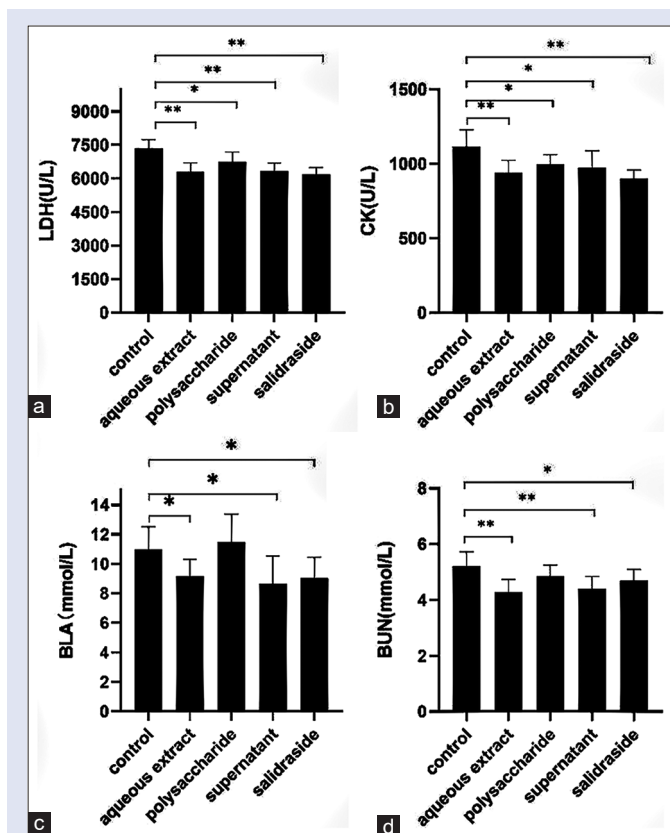 **
**
*
**
9000
7500
6000
4500
3000
1500
0
LDH(U/L)
control
aqueous extract
polysaccharide
supernatant
salidraside
a
**
*
*
**
1500
1000
500
0
CK(U/L)
control
aqueous extract
polysaccharide
supernatant
salidraside
b
*
*
*
14
12
10
8
6
4
2
0
BLA(mmol/L)
control
aqueous extract
polysaccharide
supernatant
salidraside
c
*
**
**
8
6
4
2
0
BUN(mmol/L)
control
aqueous extract
polysaccharide
supernatant
salidraside
d